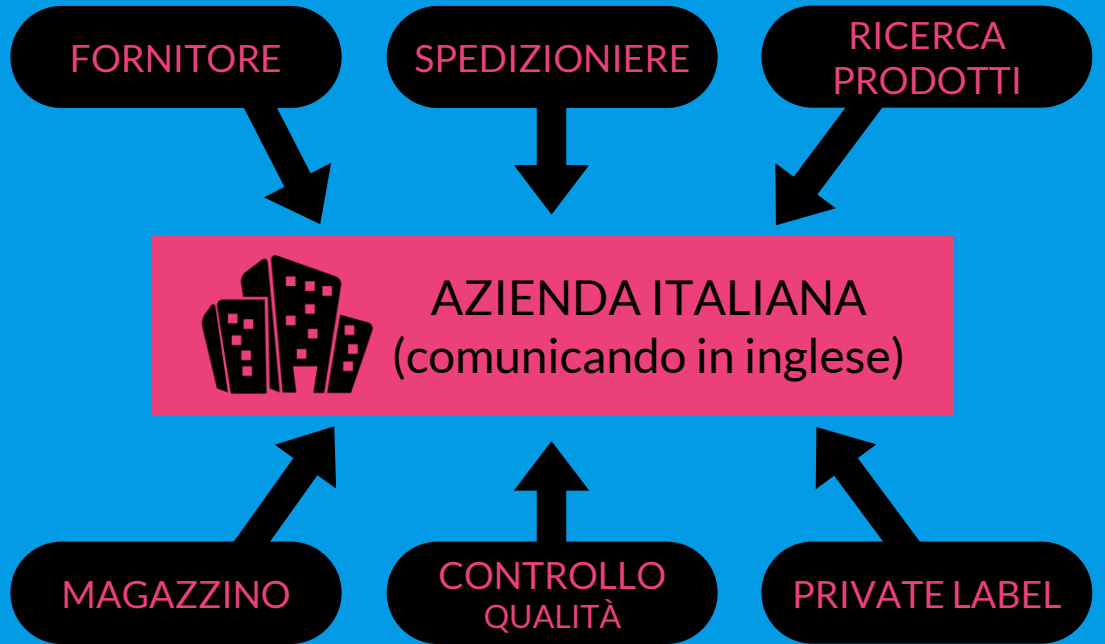 FORNITORE
SPEDIZIONIERE
RICERCA
PRODOTTI
AZIENDA ITALIANA
(comunicando in inglese)
MAGAZZINO
CONTROLLO
QUALITÀ
PRIVATE LABEL